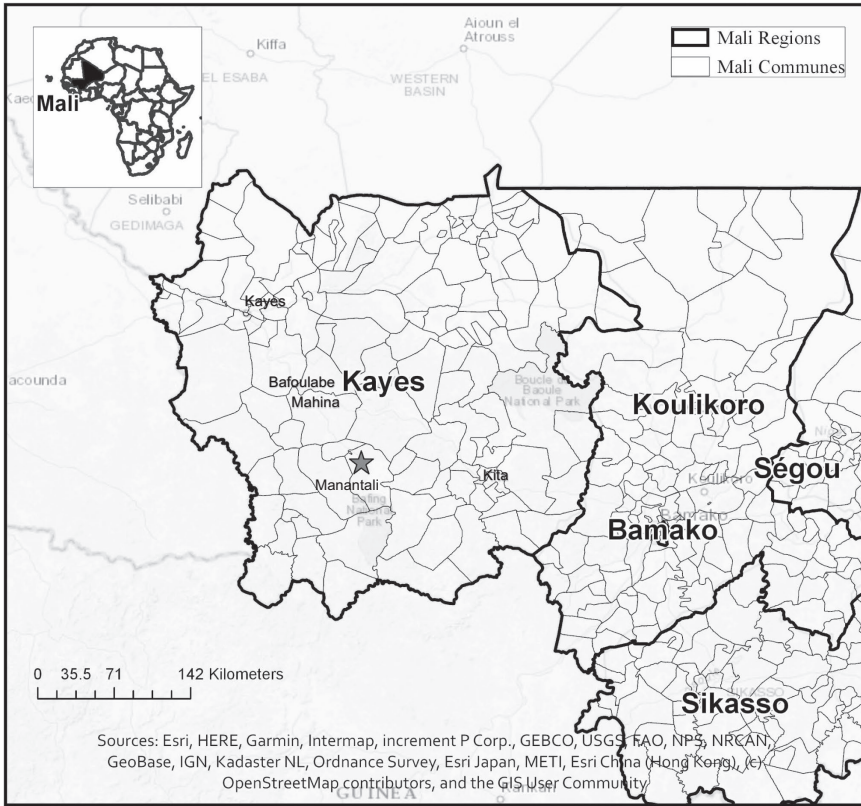 Aioun el
Atrouss
Kiffa
Mali Regions
Mali Communes
EL ESABA
WESTERN
BASIN
Mali
Selibabi
GEDIMAGA
Kayes
acounda
Bafoulabe
Mahina
Kayes
Boucle
Baoule
National Park
Koulikoro
Ségou
Manantali
Kita
Koulikoro
Bafing
National
Park
Bamako
Bamako
0 35.5 71 142 Kilometers
Sikasso
SIKASSO
Sources: Esri, HERE, Garmin, Intermap, increment P Corp., GEBCO, USGS, FAO, NPS, NRCAN,
GeoBase, IGN, Kadaster NL, Ordnance Survey, Esri Japan, METI, Esri China (Hong Kong), (c)
OpenStreetMap contributors, and the GIS User Community
GUINEA
Kankan